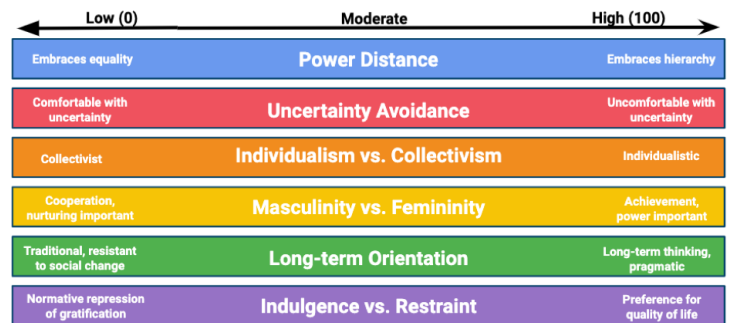 Low (0)
Moderate
High (100)
Embraces equality
Power Distance
Embraces hierarchy
Comfortable with
uncertainty
Uncertainty Avoidance
Uncomfortable with
uncertainty
Collectivist
Individualism vs. Collectivism
Individualistic
Cooperation,
nurturing important
Masculinity vs. Femininity
Achievement,
power important
Traditional, resistant
to social change
Long-term Orientation
Long-term thinking,
pragmatic
Normative repression
of gratification
Indulgence vs. Restraint
Preference for
quality of life